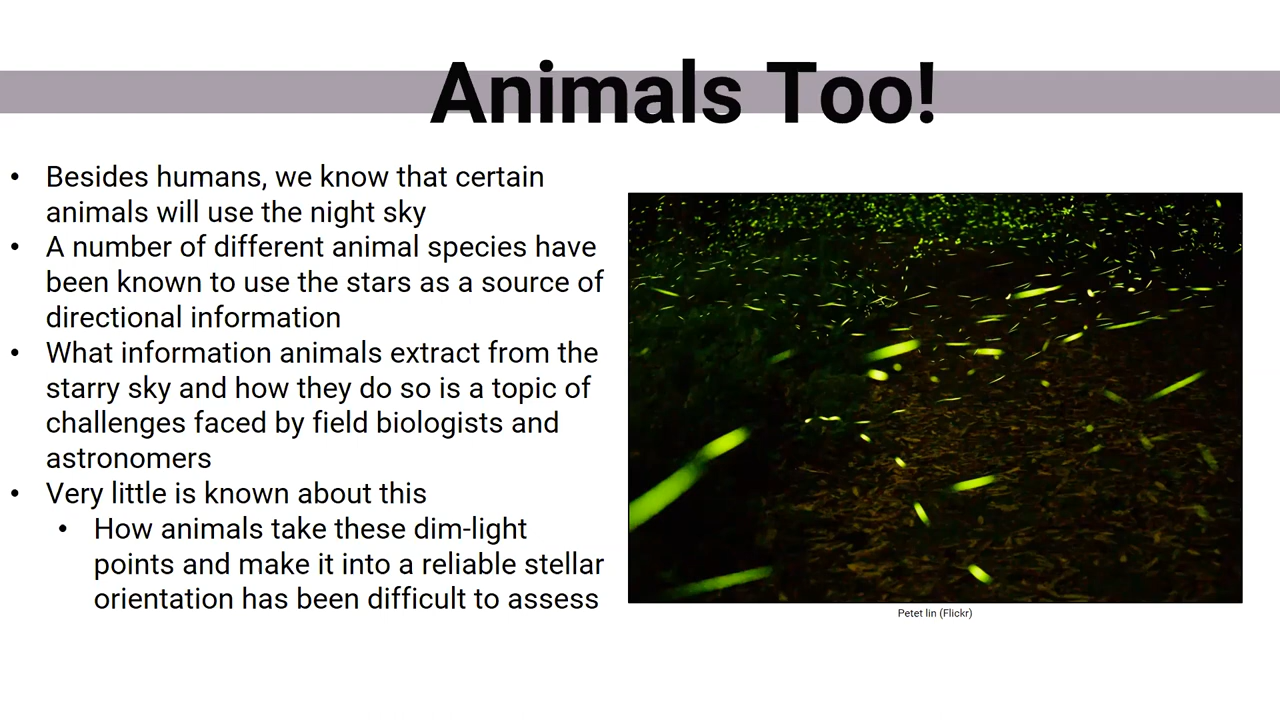 Animals Too!
• Besides humans, we know that certain
animals will use the night sky
• A number of different animal species have
been known to use the stars as a source of
directional information
• What information animals extract from the
starry sky and how they do so is a topic of
challenges faced by field biologists and
astronomers
• Very little is known about this
• How animals take these dim-light
points and make it into a reliable stellar
orientation has been difficult to assess
Petet lin (Flickr)